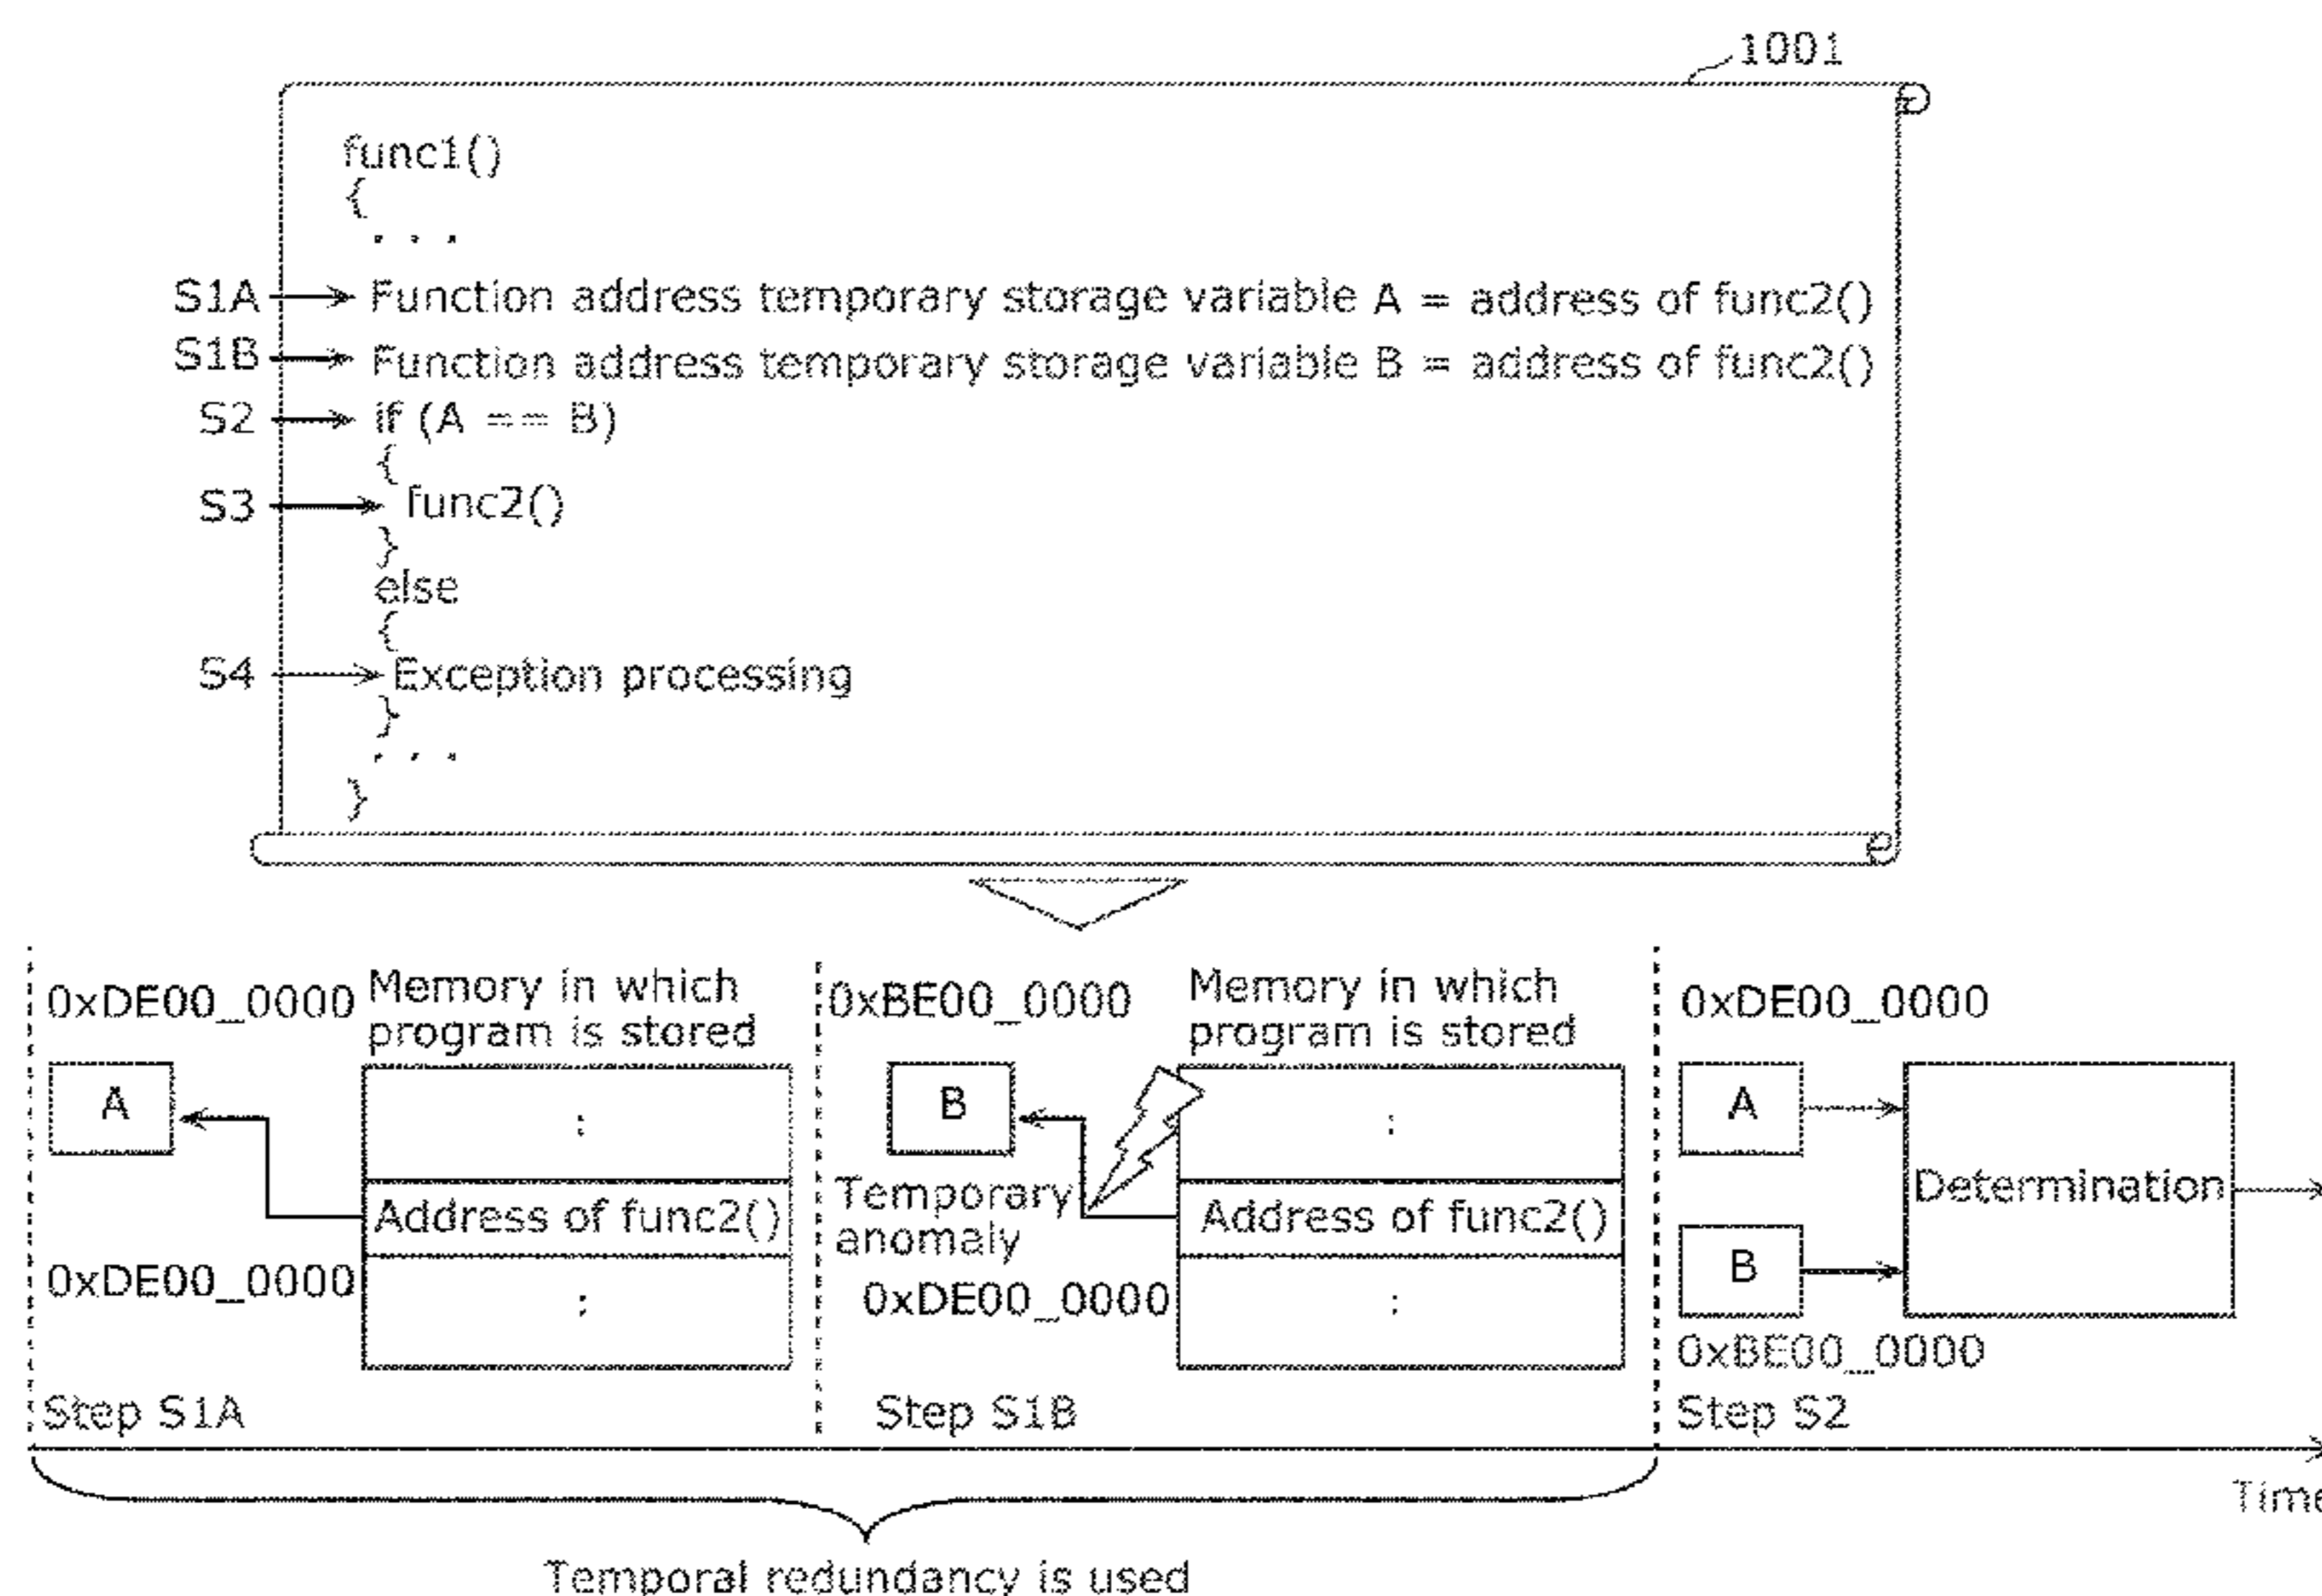 1001
func1()
{
. . .
S1A Function address temporary storage variable A = address of func2()
S1B Function address temporary storage variable B = address of func2()
S2 if (A == B)
{
S3 func2()
}
else
{
S4 Exception processing
}
. . .
}
0xDE00_0000
Memory in which
program is stored
A
:
Address of func2()
0xDE00_0000
:
Step S1A
0xBE00_0000
Memory in which
program is stored
B
:
Temporary
anomaly
Address of func2()
0xDE00_0000
:
Step S1B
0xDE00_0000
A
Determination
B
0xBE00_0000
Step S2
Time
Temporal redundancy is used